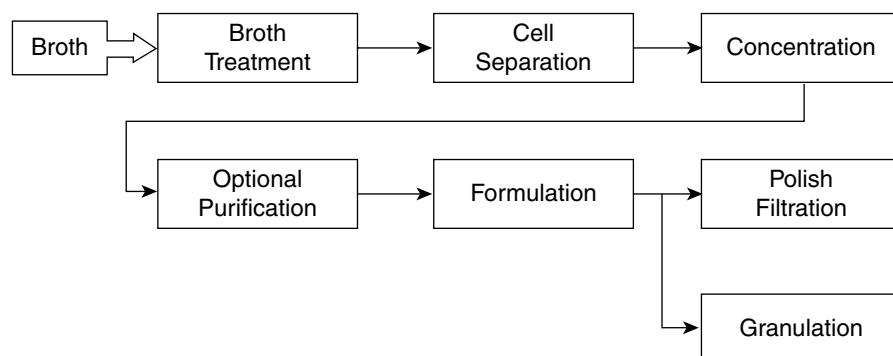 Broth
Broth
Treatment
Cell
Separation
Concentration
Optional
Purification
Formulation
Polish
Filtration
Granulation